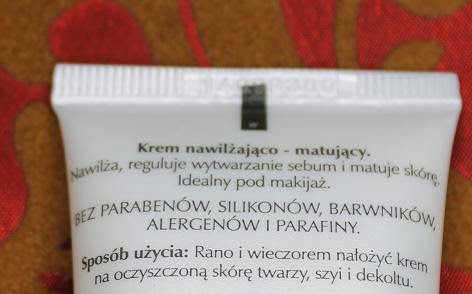 Krem nawilżająco - matujący.
Nawilża, reguluje wytwarzanie sebum i matuje skórę.
Idealny pod makijaż.
BEZ PARABENÓW, SILIKONÓW, BARWNIKÓW,
ALERGENÓW I PARAFINY.
Sposób użycia: Rano i wieczorem nałożyć krem
na oczyszczoną skórę twarzy, szyi i dekoltu.